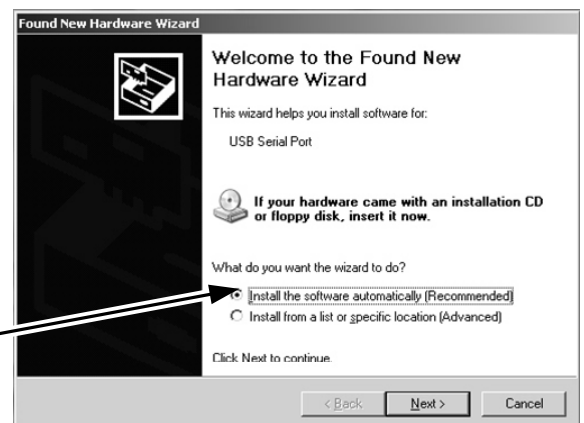 Found New Hardware Wizard
Welcome to the Found New
Hardware Wizard
This wizard helps you install software for:
USB Serial Port
If your hardware came with an installation CD
or floppy disk, insert it now.
What do you want the wizard to do?
Install the software automatically (Recommended)
Install from a list or specific location (Advanced)
Click Next to continue.
< Back Next > Cancel